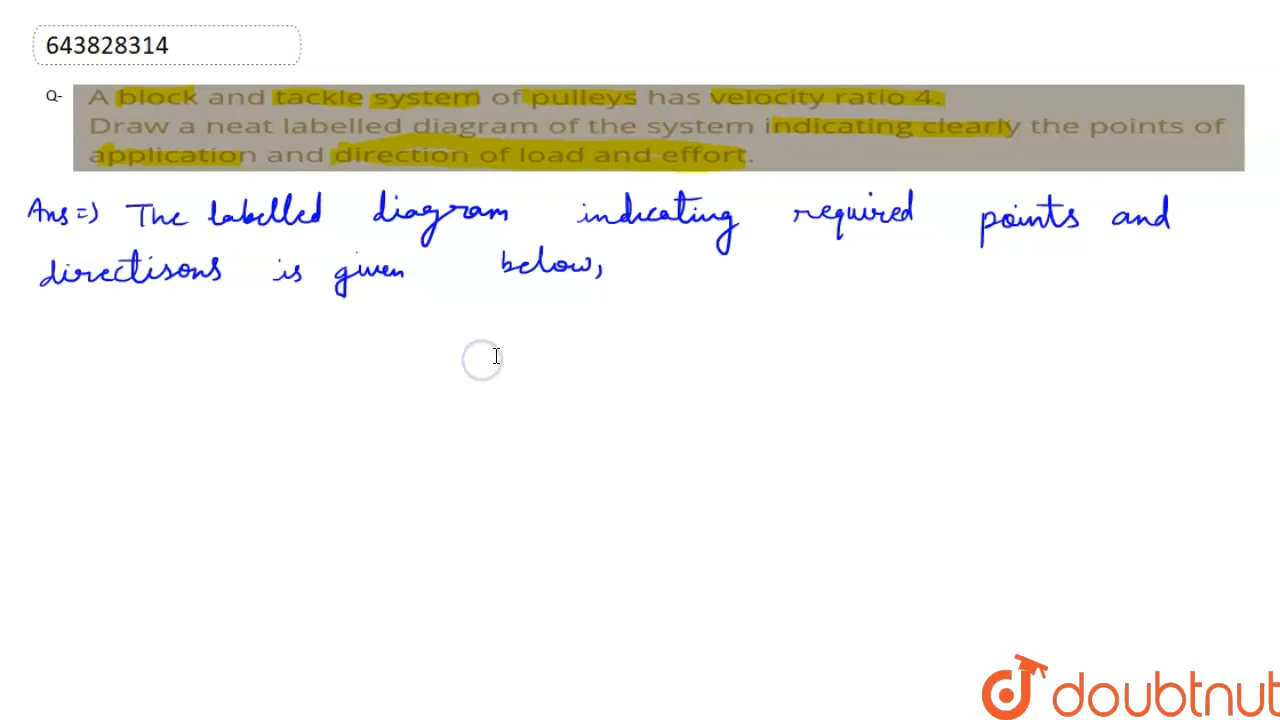 643828314
Q- A block and tackle system of pulleys has velocity ratio 4.
Draw a neat labelled diagram of the system indicating clearly the points of
application and direction of load and effort.
Ans=> The labelled diagram indicating required points and
directisons is given below,
doubtnut